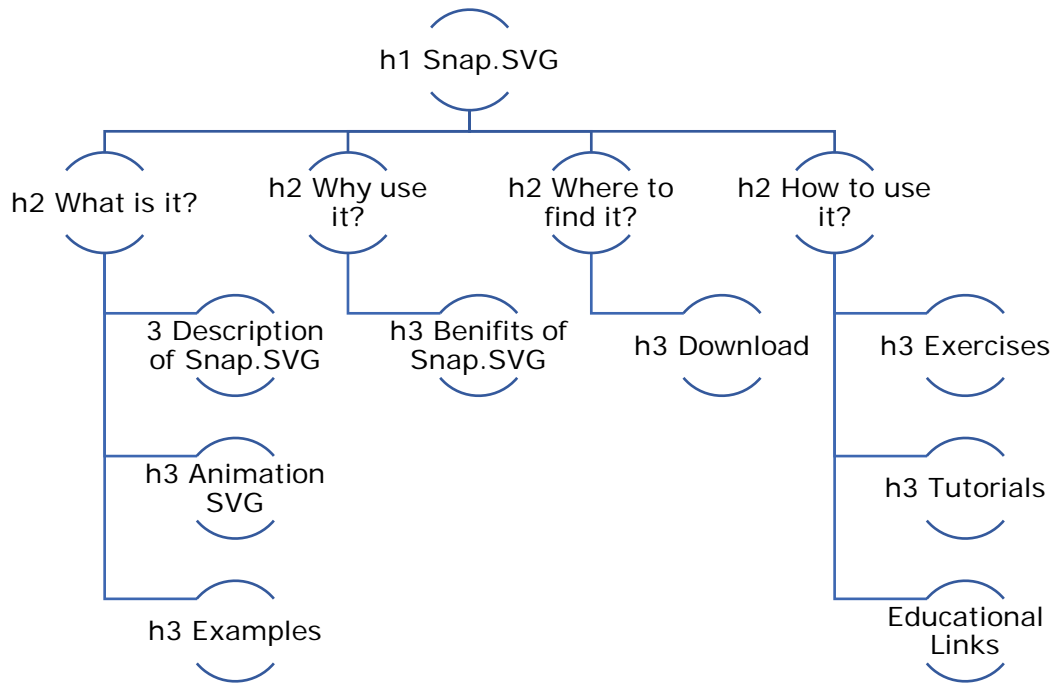 h1 Snap.SVG
h2 What is it?
h2 Why use
it?
h2 Where to
find it?
h2 How to use
it?
3 Description
of Snap.SVG
h3 Benifits of
Snap.SVG
h3 Download
h3 Exercises
h3 Animation
SVG
h3 Tutorials
h3 Examples
Educational
Links